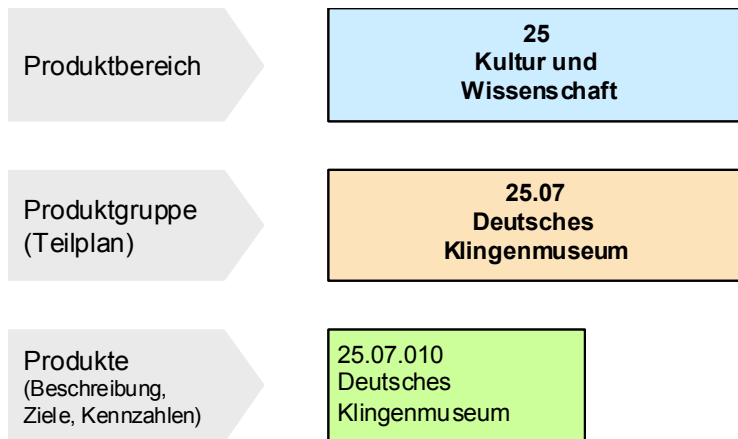 Produktbereich
25
Kultur und
Wissenschaft
Produktgruppe
(Teilplan)
25.07
Deutsches
Klingenmuseum
Produkte
(Beschreibung,
Ziele, Kennzahlen)
25.07.010
Deutsches
Klingenmuseum